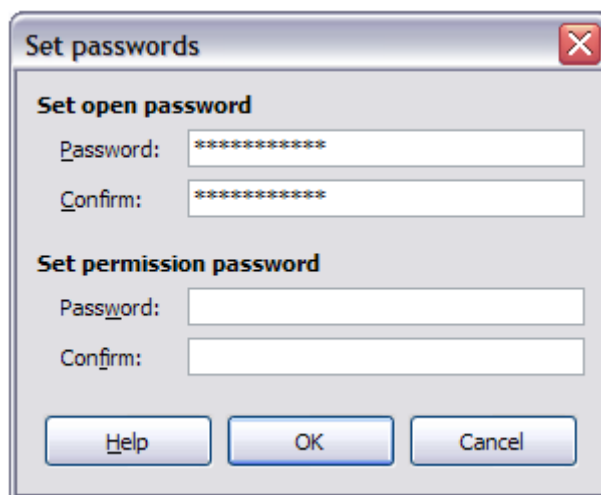 Set passwords
Set open password
Password: ***********
Confirm: ***********
Set permission password
Password:
Confirm:
Help OK Cancel